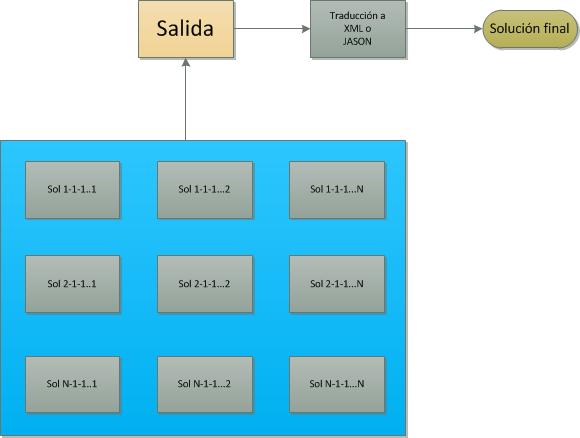 Salida
Traducción a
XML o
JASON
Solución final
Sol 1-1-1..1
Sol 1-1-1...2
Sol 1-1-1...N
Sol 2-1-1..1
Sol 2-1-1...2
Sol 2-1-1...N
Sol N-1-1..1
Sol N-1-1...2
Sol N-1-1...N